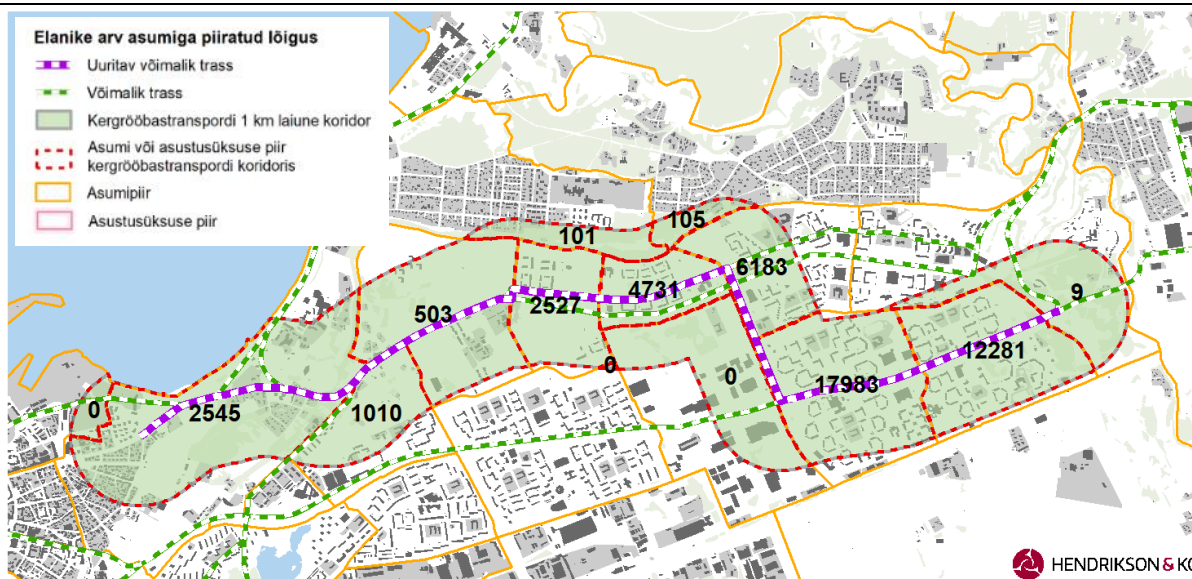 Elanike arv asumiga piiratud lõigus
Uuritav võimalik trass
Võimalik trass
Kergrööbastranspordi 1 km laiune koridor
Asumi või asustusüksuse piir
kergrööbastranspordi koridoris
Asumipiir
Asustusüksuse piir
E
105
101
6183
4731
9
2527
503
12281
0
0
17983
0
2545
1010
HENDRIKSON & KO